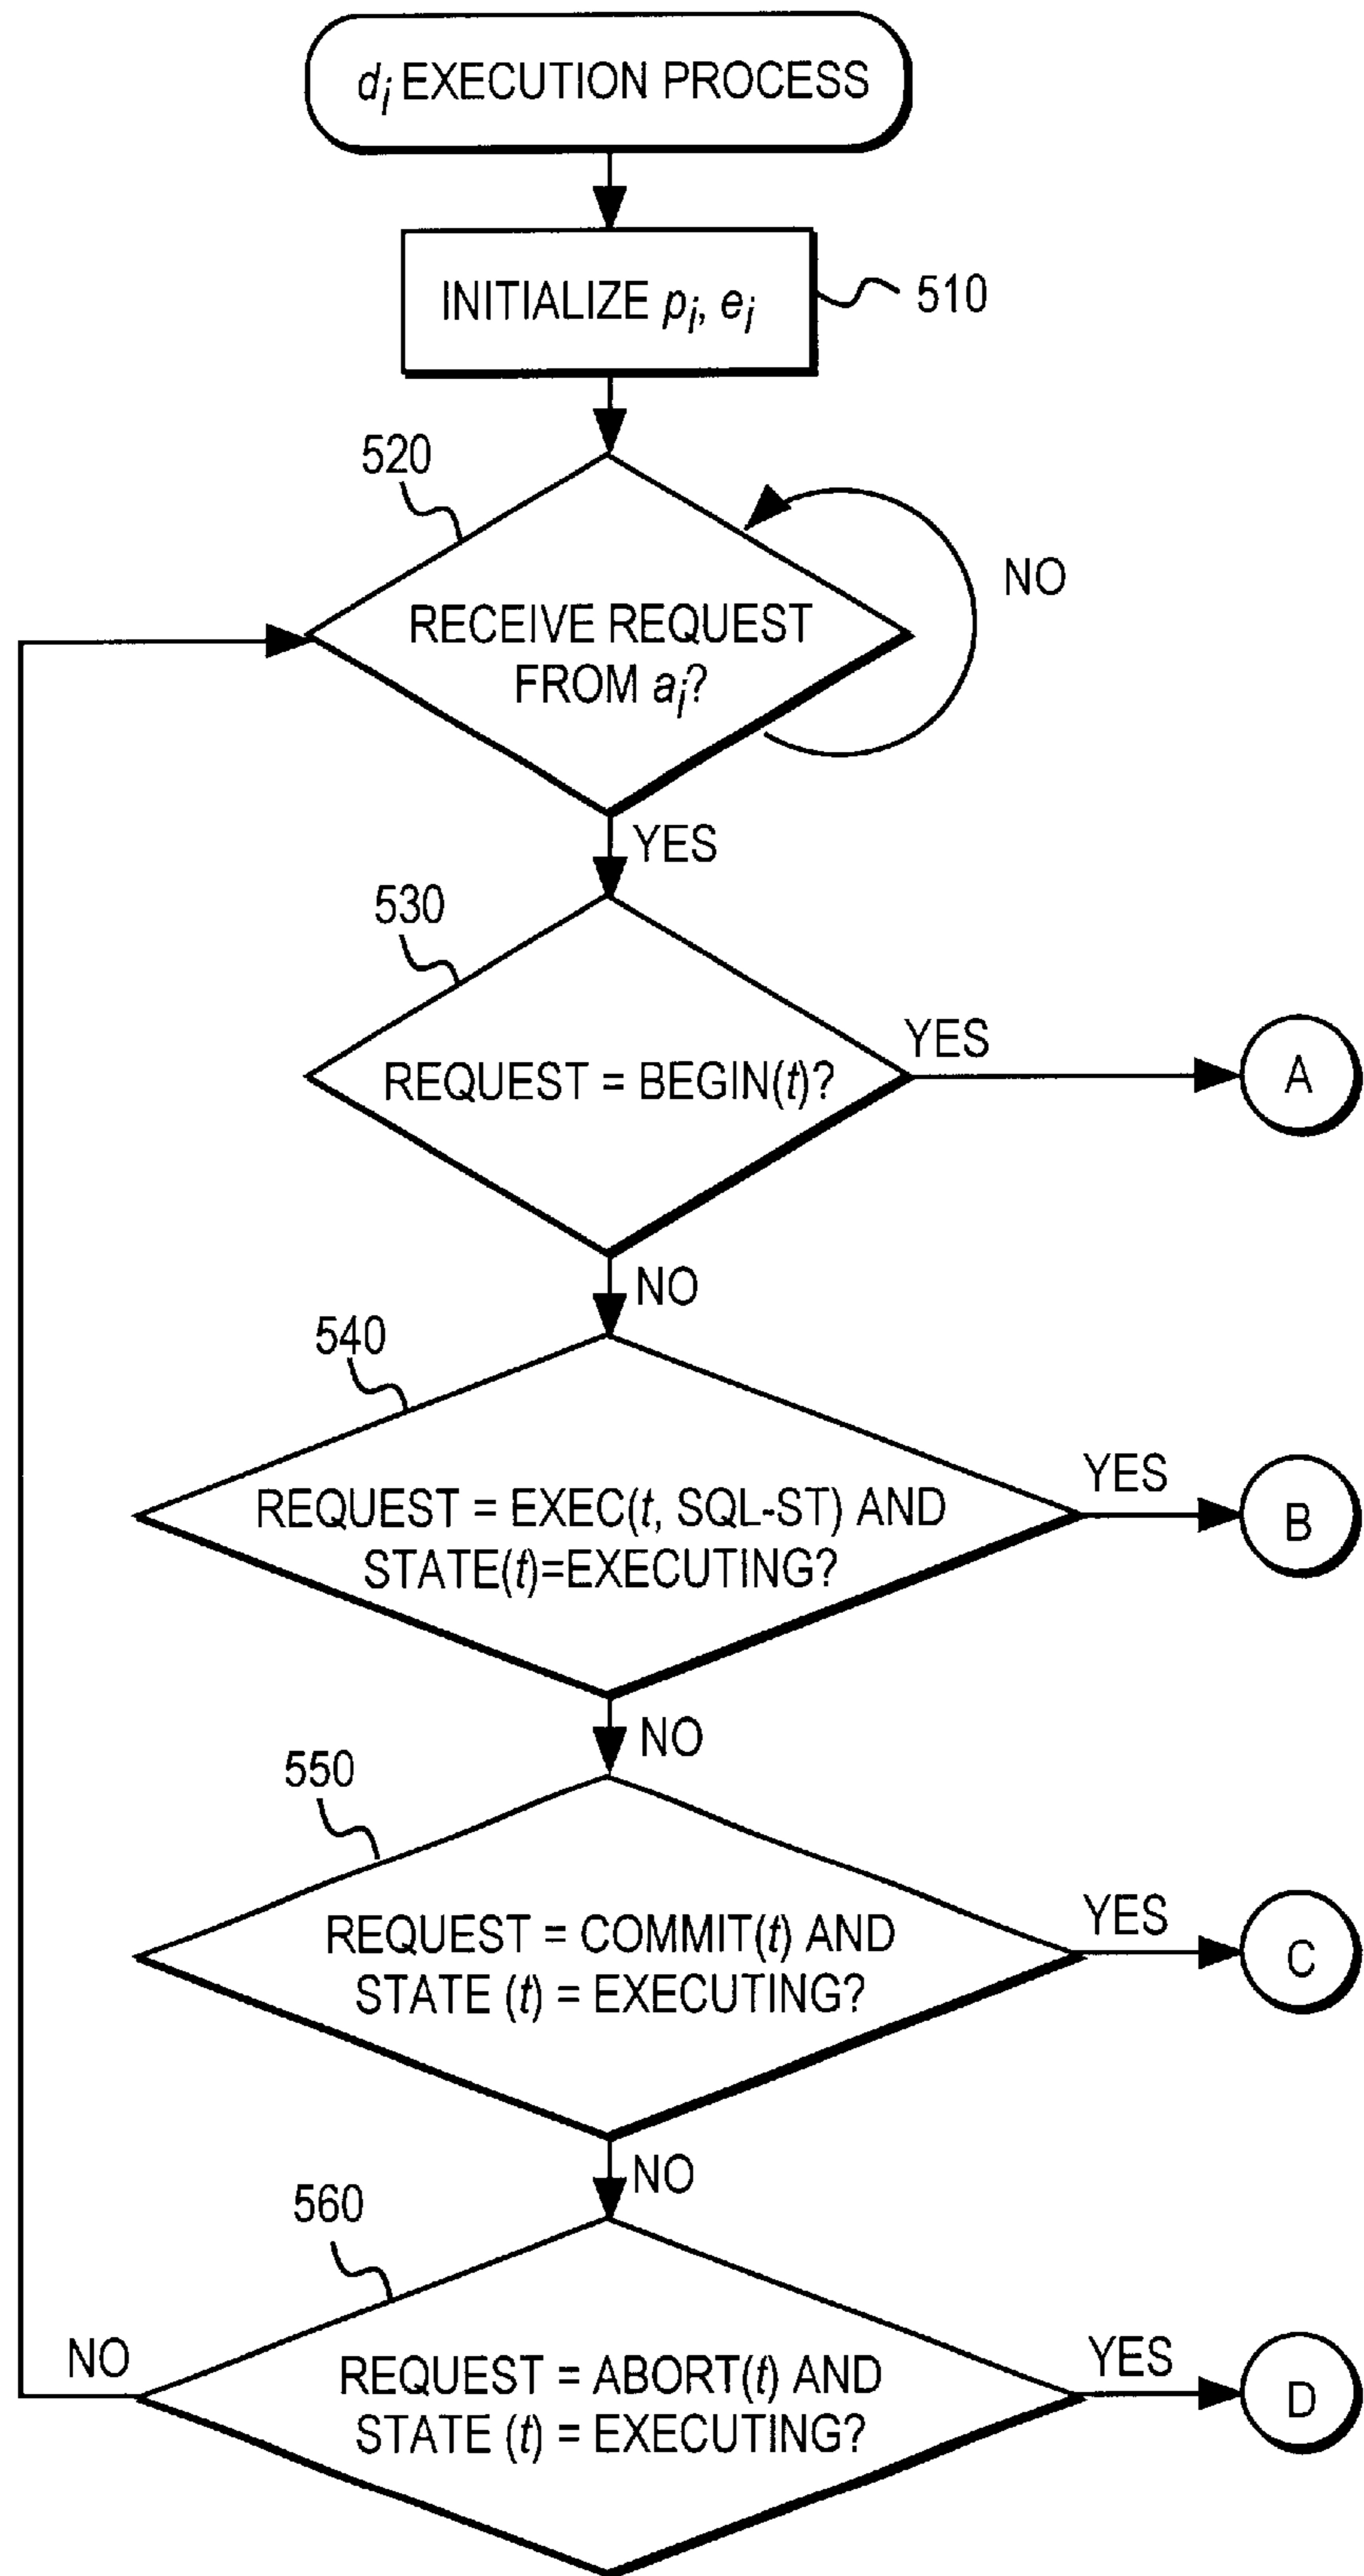 d_i EXECUTION PROCESS
INITIALIZE p_i, e_i
510
520
NO
RECEIVE REQUEST
FROM a_i?
YES
530
YES
REQUEST = BEGIN(t)?
A
NO
540
YES
REQUEST = EXEC(t, SQL-ST) AND
STATE(t)=EXECUTING?
B
NO
550
YES
REQUEST = COMMIT(t) AND
STATE (t) = EXECUTING?
C
NO
560
NO
YES
REQUEST = ABORT(t) AND
STATE (t) = EXECUTING?
D